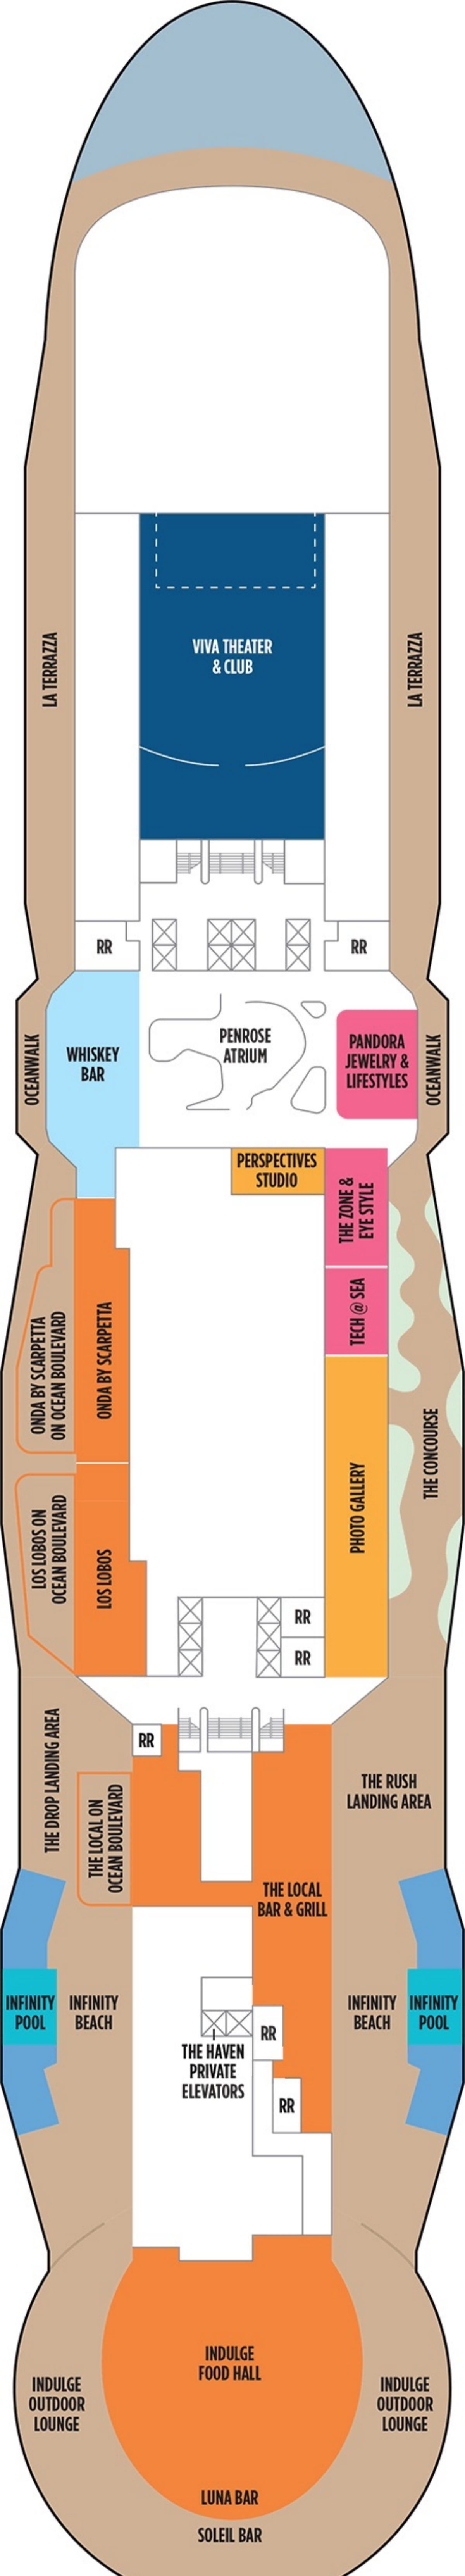 LA TERRAZZA
VIVA THEATER
& CLUB
LA TERRAZZA
RR
RR
OCEANWALK
WHISKEY
BAR
PENROSE
ATRIUM
PANDORA
JEWELRY &
LIFESTYLES
OCEANWALK
PERSPECTIVES
STUDIO
THE ZONE &
EYE STYLE
TECH @ SEA
ONDA BY SCARPETTA
ON OCEAN BOULEVARD
ONDA BY SCARPETTA
THE CONCOURSE
PHOTO GALLERY
LOS LOBOS ON
OCEAN BOULEVARD
LOS LOBOS
RR
RR
THE DROP LANDING AREA
RR
THE LOCAL ON
OCEAN BOULEVARD
THE RUSH
LANDING AREA
THE LOCAL
BAR & GRILL
INFINITY
POOL
INFINITY
BEACH
INFINITY
BEACH
INFINITY
POOL
RR
THE HAVEN
PRIVATE
ELEVATORS
RR
INDULGE
FOOD HALL
INDULGE
OUTDOOR
LOUNGE
INDULGE
OUTDOOR
LOUNGE
LUNA BAR
SOLEIL BAR